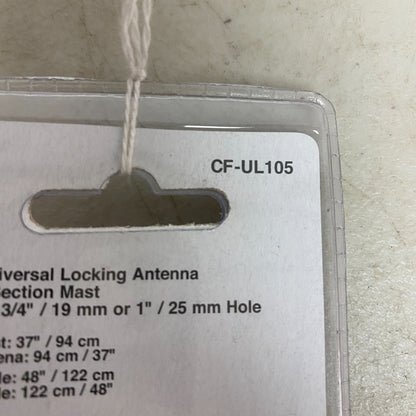 CF-UL105
iversal Locking Antenna
ection Mast
3/4" / 19 mm or 1" / 25 mm Hole
t: 37" / 94 cm
ena: 94 cm / 37"
le: 48" / 122 cm
le: 122 cm / 48"